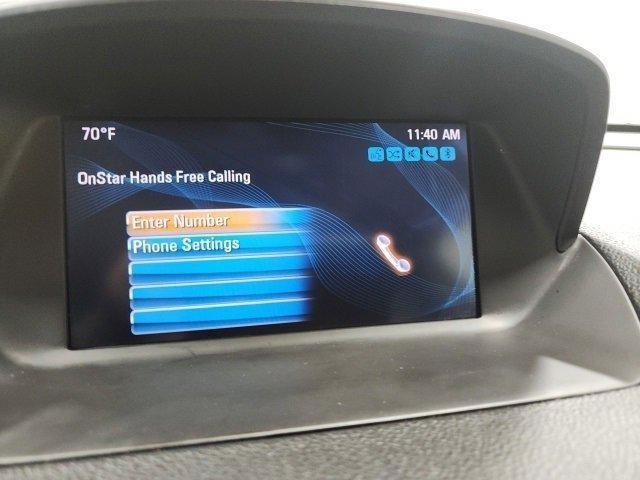 70°F 11:40 AM
OnStar Hands Free Calling
Enter Number
Phone Settings